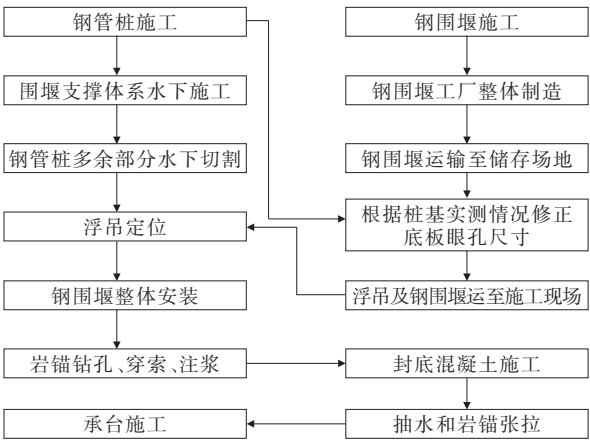 钢管桩施工
围堰支撑体系水下施工
钢管桩多余部分水下切割
浮吊定位
钢围堰整体安装
岩锚钻孔、穿索、注浆
承台施工
钢围堰施工
钢围堰工厂整体制造
钢围堰运输至储存场地
根据桩基实测情况修正
底板眼孔尺寸
浮吊及钢围堰运至施工现场
封底混凝土施工
抽水和岩锚张拉